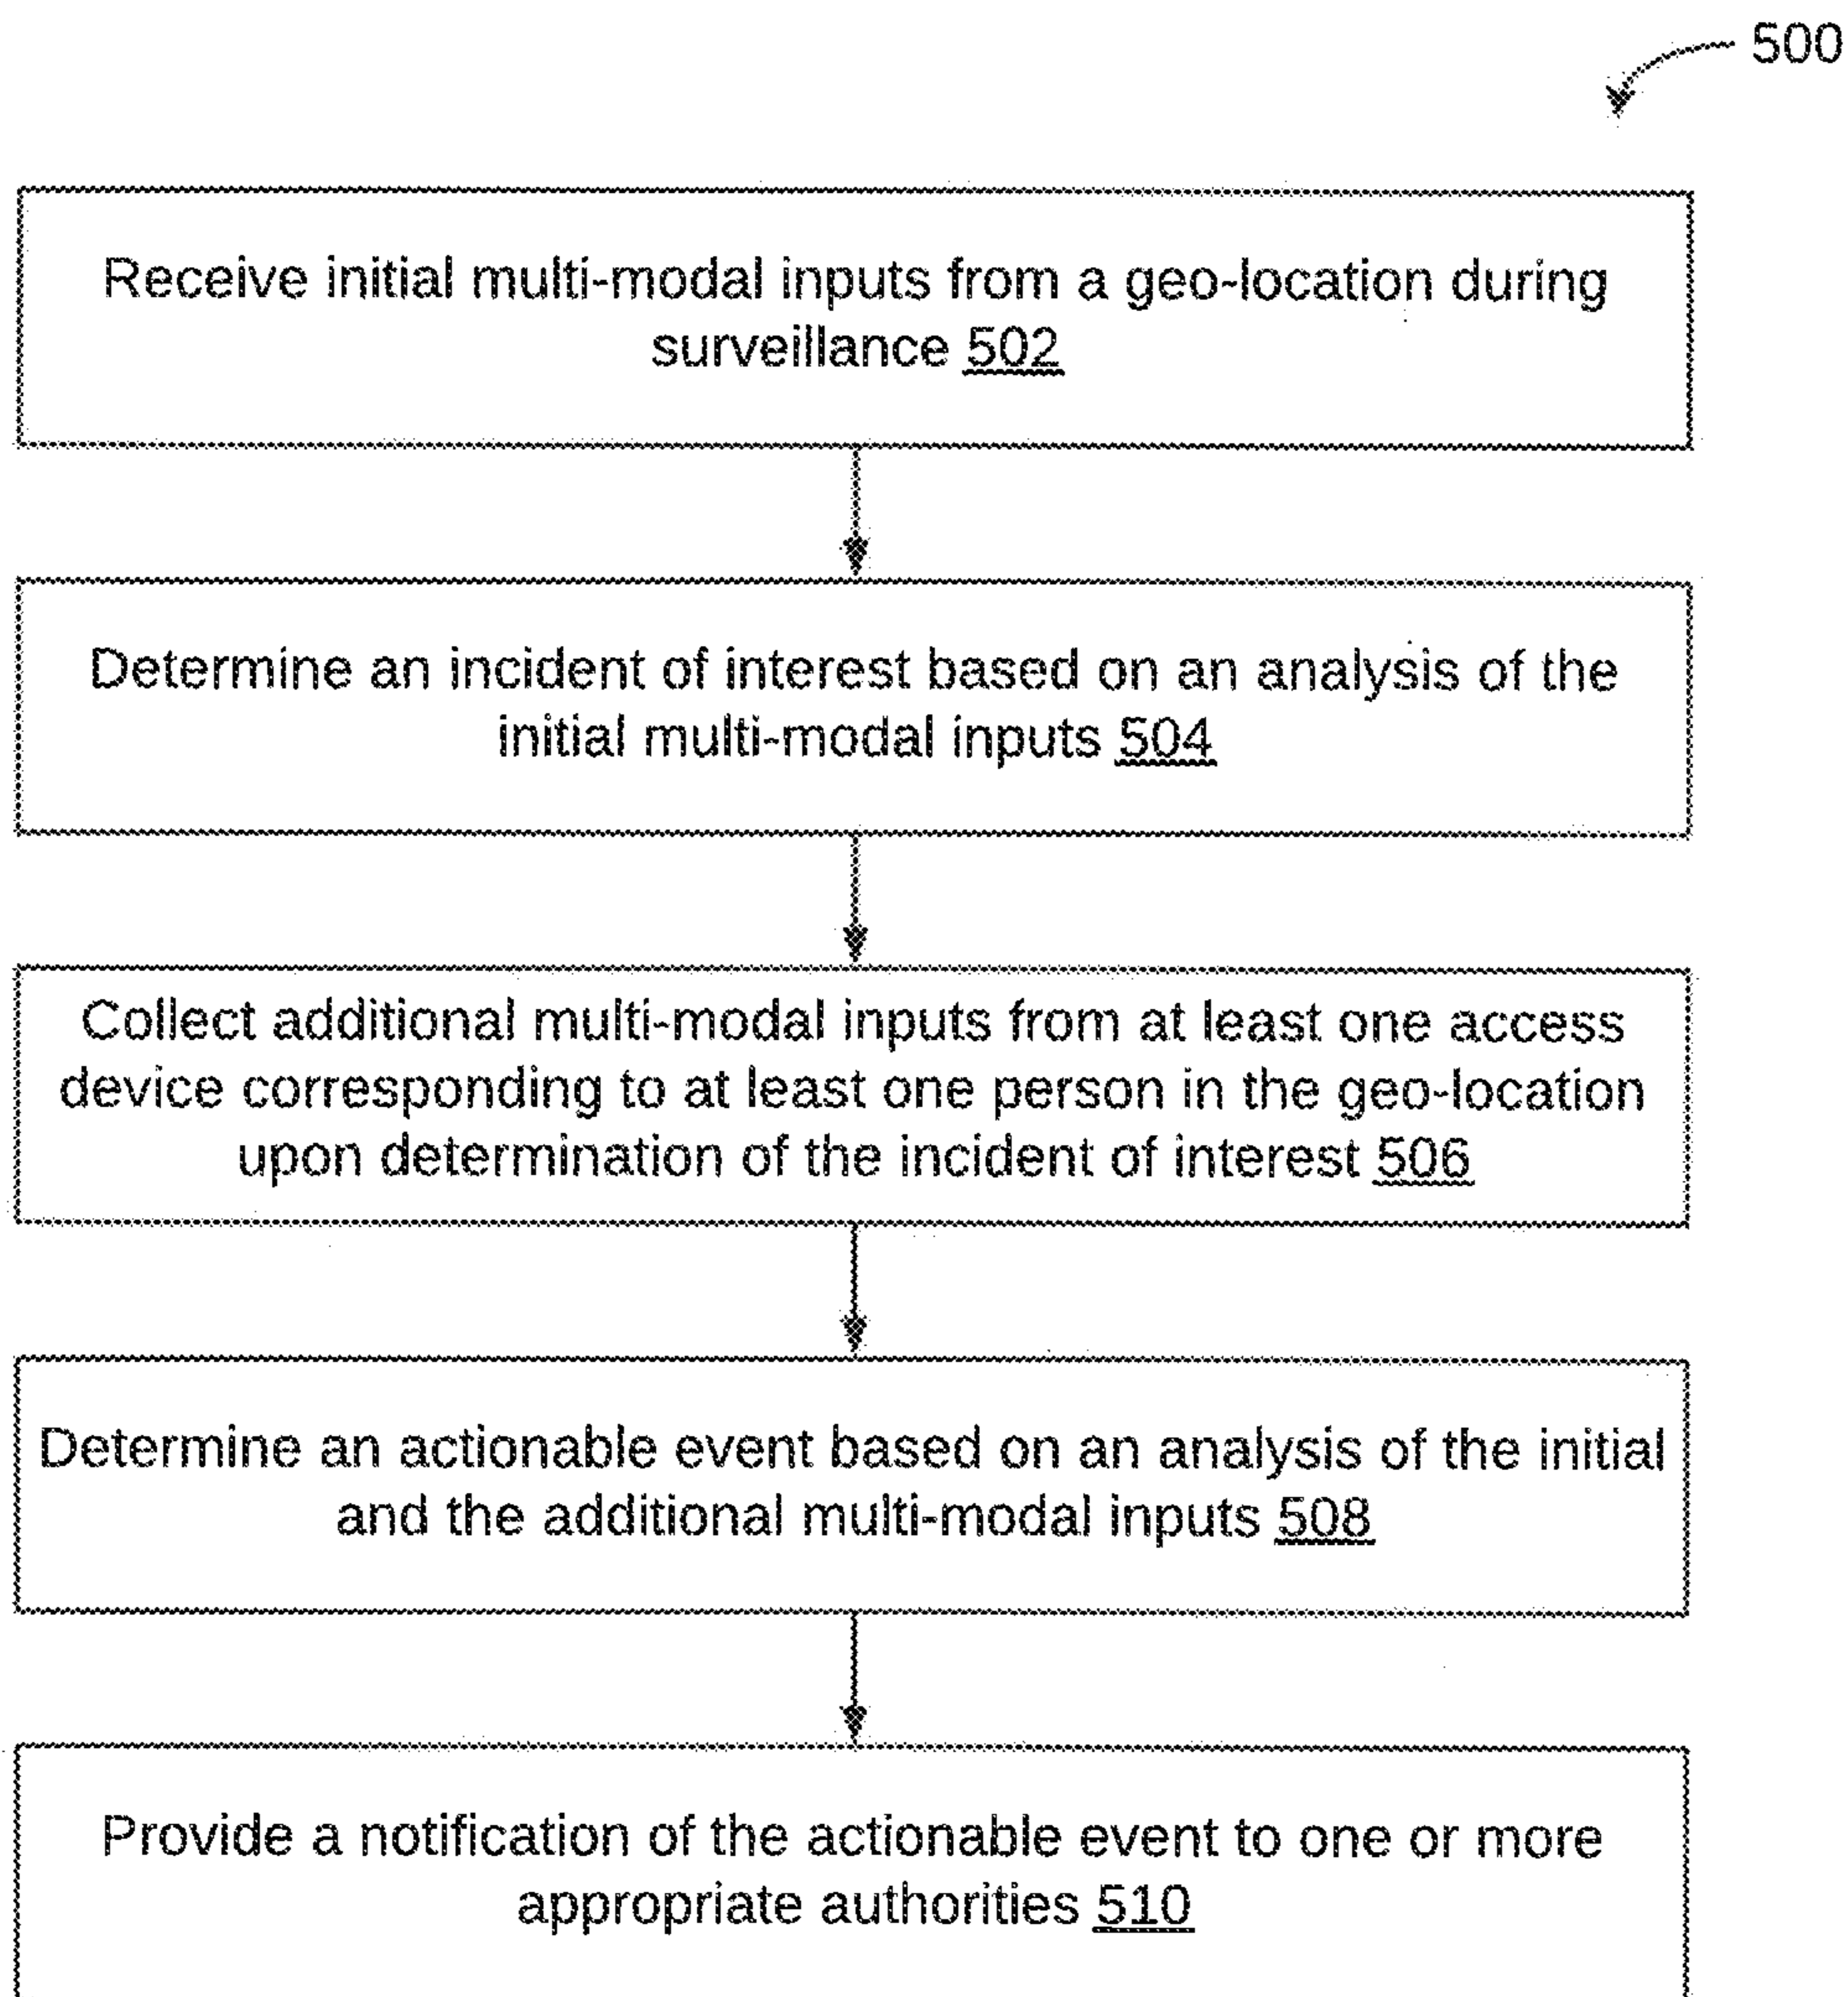 500
Receive initial multi-modal inputs from a geo-location during
surveillance 502
Determine an incident of interest based on an analysis of the
initial multi-modal inputs 504
Collect additional multi-modal inputs from at least one access
device corresponding to at least one person in the geo-location
upon determination of the incident of interest 506
Determine an actionable event based on an analysis of the initial
and the additional multi-modal inputs 508
Provide a notification of the actionable event to one or more
appropriate authorities 510